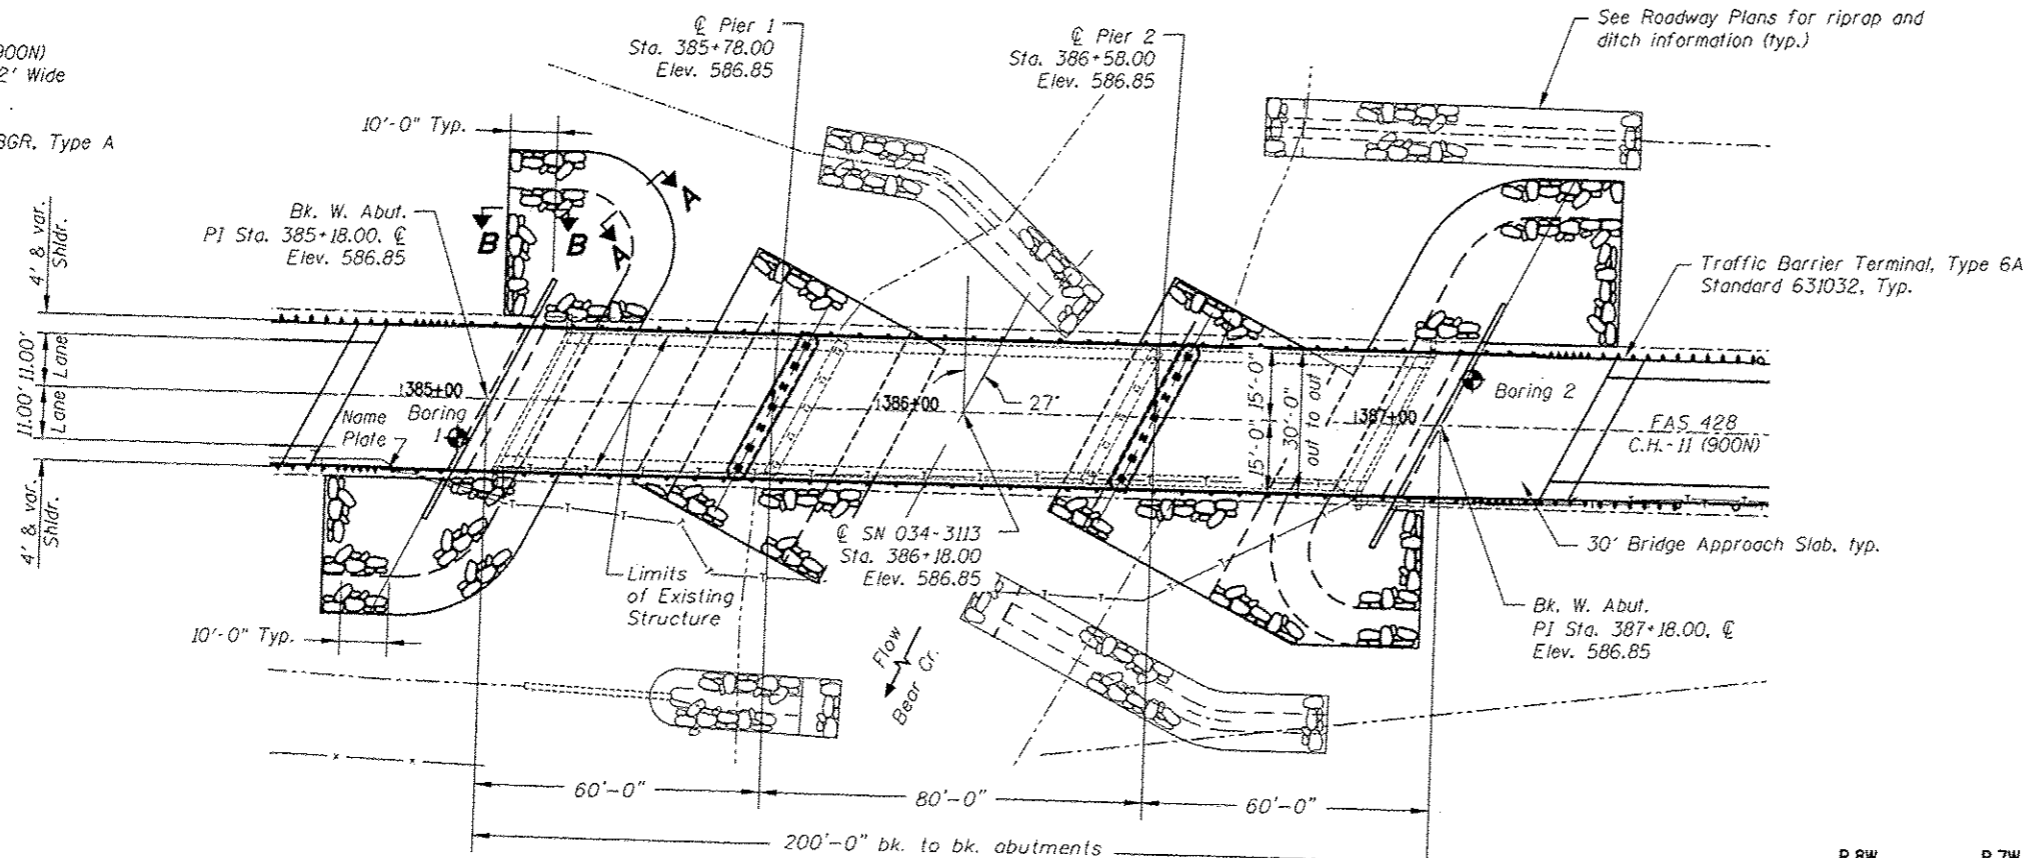 ℄ Pier 1
Sta. 385+78.00
Elev. 586.85
℄ Pier 2
Sta. 386+58.00
Elev. 586.85
See Roadway Plans for riprap and
ditch information (typ.)
900N)
2' Wide
BGR, Type A
10'-0" Typ.
A
A
B
B
Bk. W. Abut.
PI Sta. 385+18.00, ℄
Elev. 586.85
4' & var.
Shldr.
11.00'
Lane
11.00'
Lane
4' & var.
Shldr.
Traffic Barrier Terminal, Type 6A
Standard 631032, Typ.
385+00
Name
Plate
Boring
1
386+00
27°
15'-0"
15'-0"
30'-0"
out to out
387+00
Boring 2
FAS 428
C.H.-11 (900N)
℄ SN 034-3113
Sta. 386+18.00
Elev. 586.85
30' Bridge Approach Slab, typ.
Limits
of Existing
Structure
Bk. W. Abut.
PI Sta. 387+18.00, ℄
Elev. 586.85
10'-0" Typ.
Flow
Bear Cr.
60'-0"
80'-0"
60'-0"
200'-0" bk. to bk. abutments
R.8W
R.7W